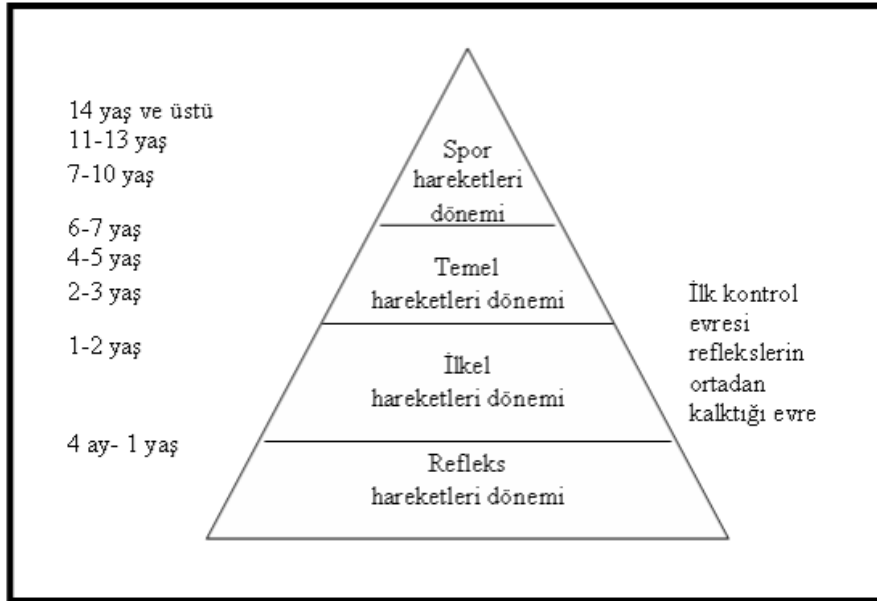 14 yaş ve üstü
11-13 yaş
7-10 yaş
6-7 yaş
4-5 yaş
2-3 yaş
1-2 yaş
4 ay- 1 yaş
Spor
hareketleri
dönemi
Temel
hareketleri dönemi
İlkel
hareketleri dönemi
Refleks
hareketleri dönemi
İlk kontrol
evresi
reflekslerin
ortadan
kalktığı evre